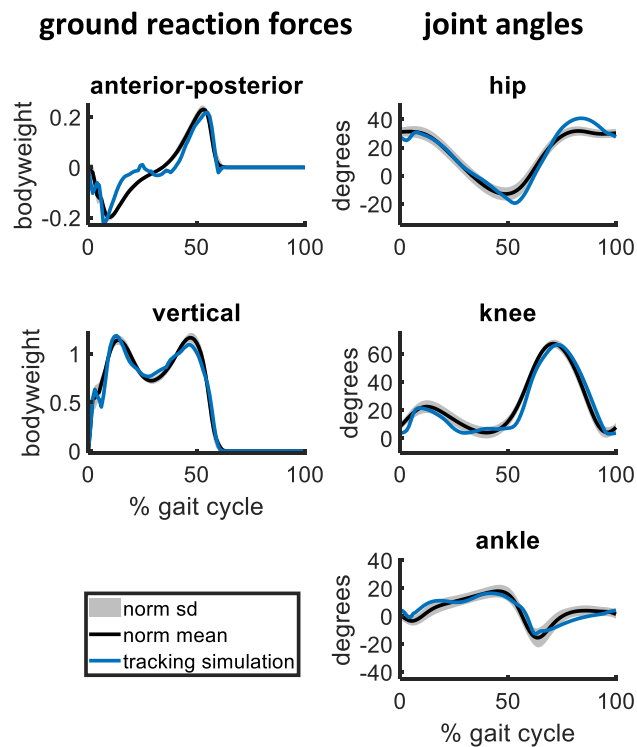 ground reaction forces
joint angles
anterior-posterior
bodyweight
0.2
0
-0.2
0 50 100
hip
degrees
40
20
0
-20
0 50 100
vertical
bodyweight
1
0.5
0
0 50 100
% gait cycle
knee
degrees
60
40
20
0
0 50 100
ankle
degrees
40
20
0
-20
-40
0 50 100
% gait cycle
norm sd
norm mean
tracking simulation